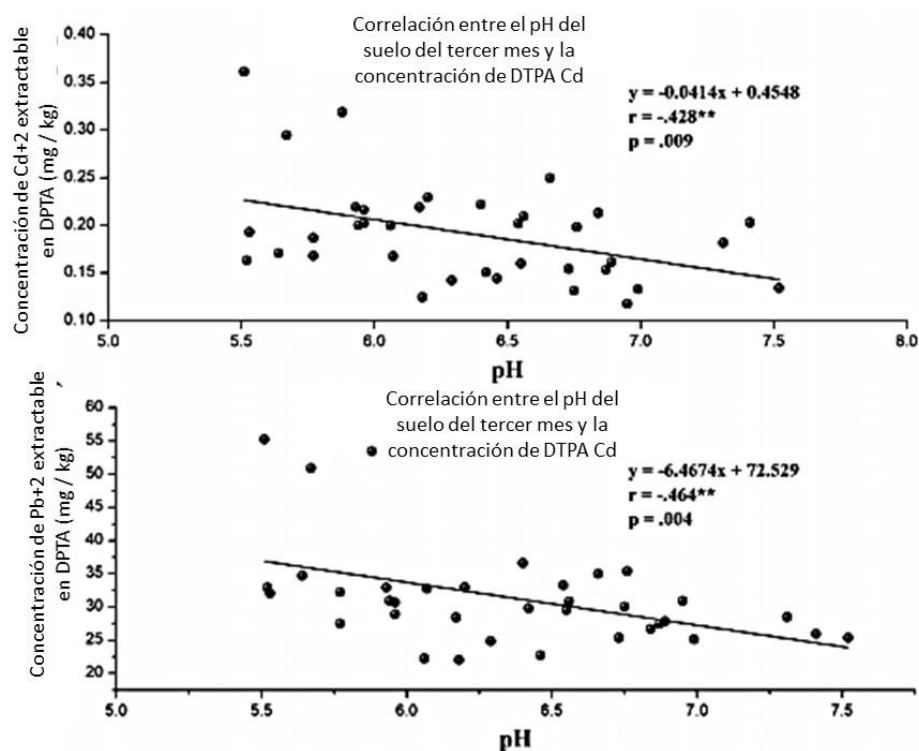 Correlación entre el pH del
suelo del tercer mes y la
concentración de DTPA Cd
y = -0.0414x + 0.4548
r = -.428**
p = .009
Concentración de Cd+2 extractable
en DPTA (mg / kg)
0.40
0.35
0.30
0.25
0.20
0.15
0.10
5.0
5.5
6.0
6.5
7.0
7.5
8.0
pH
Correlación entre el pH del
suelo del tercer mes y la
concentración de DTPA Cd
y = -6.4674x + 72.529
r = -.464**
p = .004
Concentración de Pb+2 extractable
en DPTA (mg / kg)
60
55
50
45
40
35
30
25
20
5.0
5.5
6.0
6.5
7.0
7.5
pH